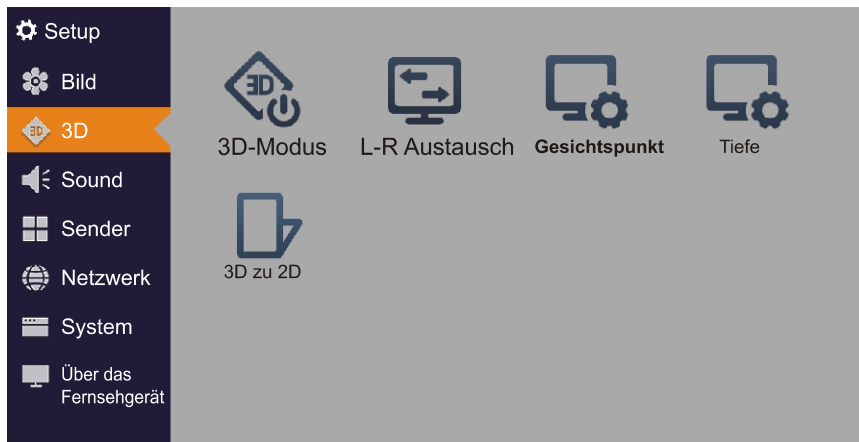 Setup
Bild
3D
Sound
Sender
Netzwerk
System
Über das
Fernsehgerät
3D
3D-Modus
L-R Austausch
Gesichtspunkt
Tiefe
3D zu 2D